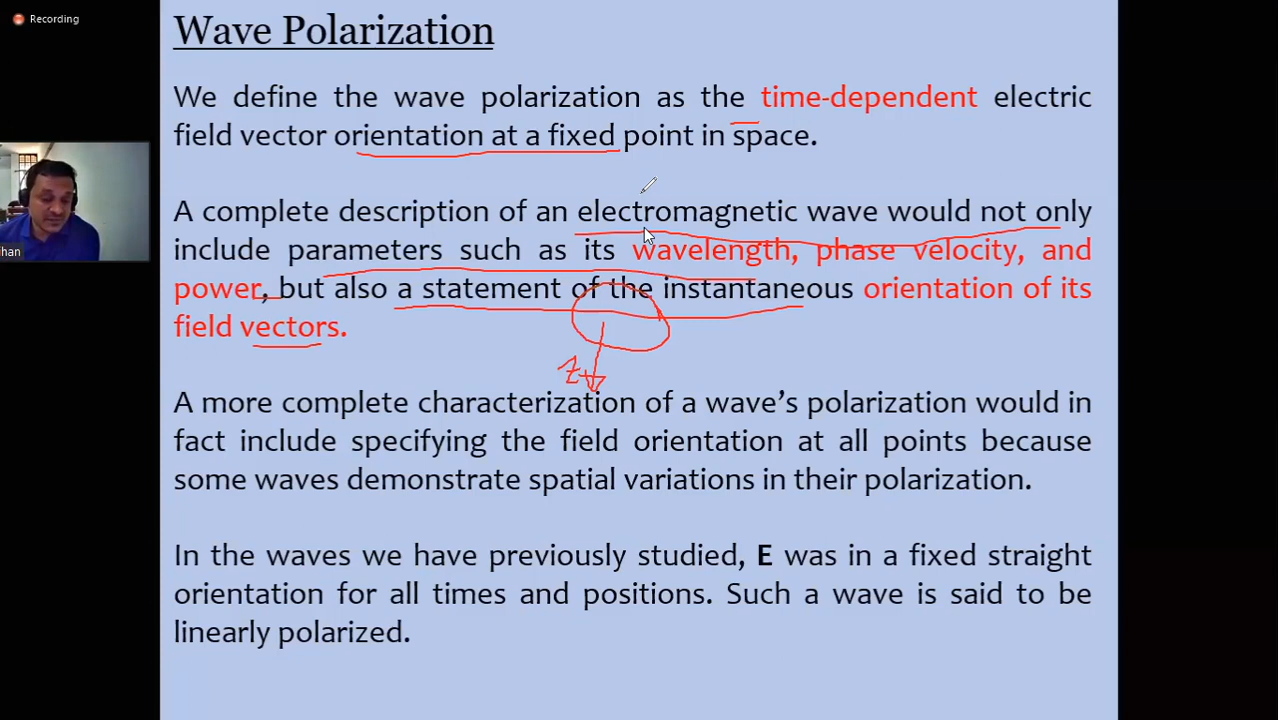 Recording
Wave Polarization
We define the wave polarization as the time-dependent electric
field vector orientation at a fixed point in space.
A complete description of an electromagnetic wave would not only
include parameters such as its wavelength, phase velocity, and
power, but also a statement of the instantaneous orientation of its
field vectors.
han
z
A more complete characterization of a wave’s polarization would in
fact include specifying the field orientation at all points because
some waves demonstrate spatial variations in their polarization.
In the waves we have previously studied, E was in a fixed straight
orientation for all times and positions. Such a wave is said to be
linearly polarized.